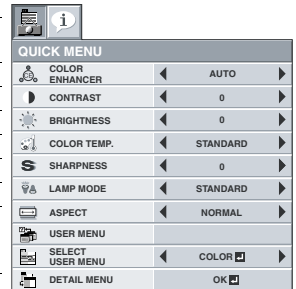 QUICK MENU
COLOR ENHANCER AUTO
CONTRAST 0
BRIGHTNESS 0
COLOR TEMP. STANDARD
SHARPNESS 0
LAMP MODE STANDARD
ASPECT NORMAL
USER MENU
SELECT USER MENU COLOR
DETAIL MENU OK